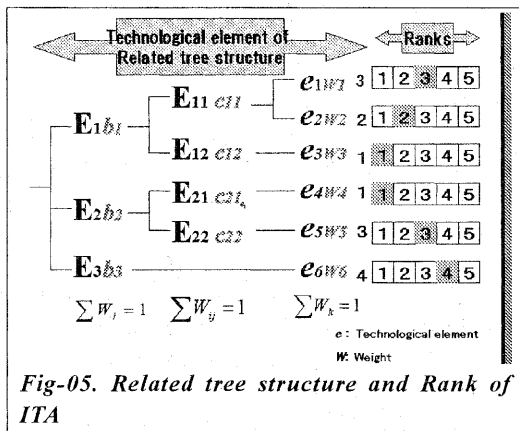 Technological element of
Related tree structure
Ranks
e1W1 3 1 2 3 4 5
E11 c11
e2W2 2 1 2 3 4 5
E1b1
E12 c12 e3W3 1 1 2 3 4 5
E21 c21 e4W4 1 1 2 3 4 5
E2b2
E22 c22 e5W5 3 1 2 3 4 5
E3b3 e6W6 4 1 2 3 4 5
∑Wi = 1 ∑Wij = 1 ∑Wk = 1
e : Technological element
W: Weight
Fig-05. Related tree structure and Rank of
ITA